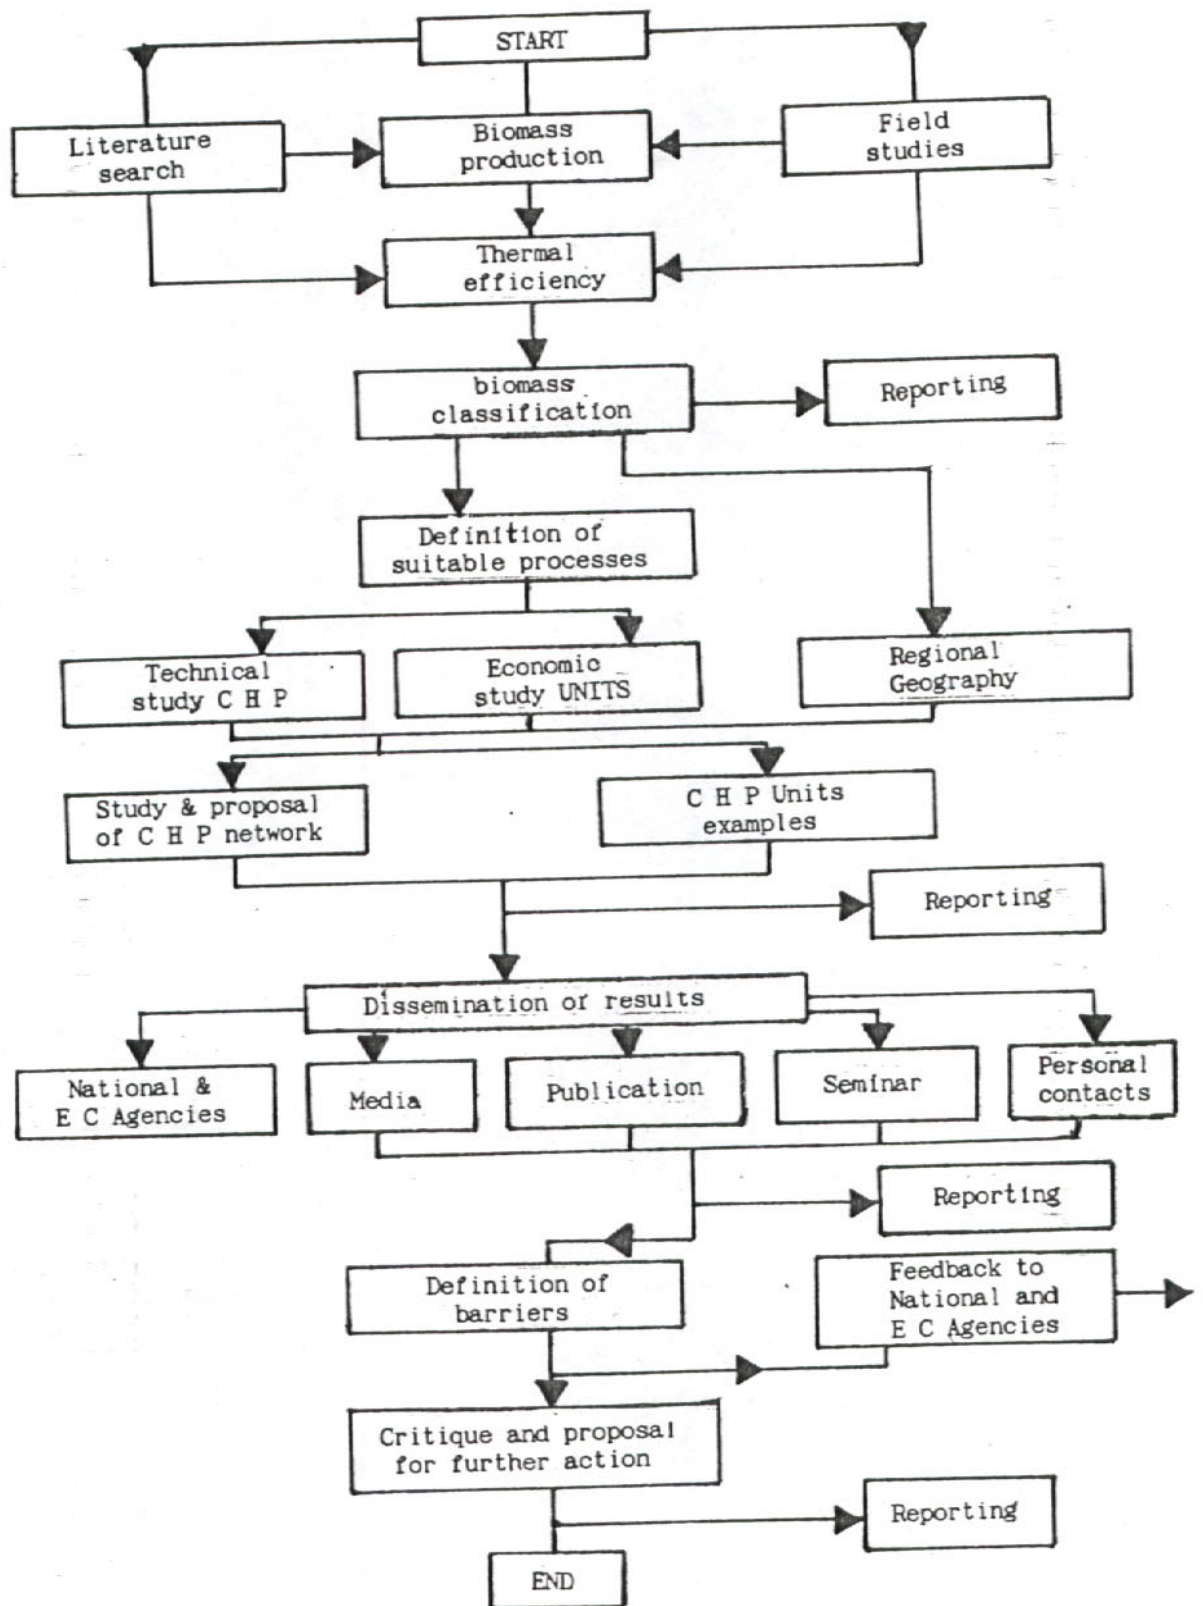 START
Literature
search
Biomass
production
Field
studies
Thermal
efficiency
biomass
classification
Reporting
Definition of
suitable processes
Technical
study C H P
Economic
study UNITS
Regional
Geography
Study & proposal
of C H P network
C H P Units
examples
Reporting
Dissemination of results
National &
E C Agencies
Media
Publication
Seminar
Personal
contacts
Reporting
Definition of
barriers
Feedback to
National and
E C Agencies
Critique and proposal
for further action
Reporting
END